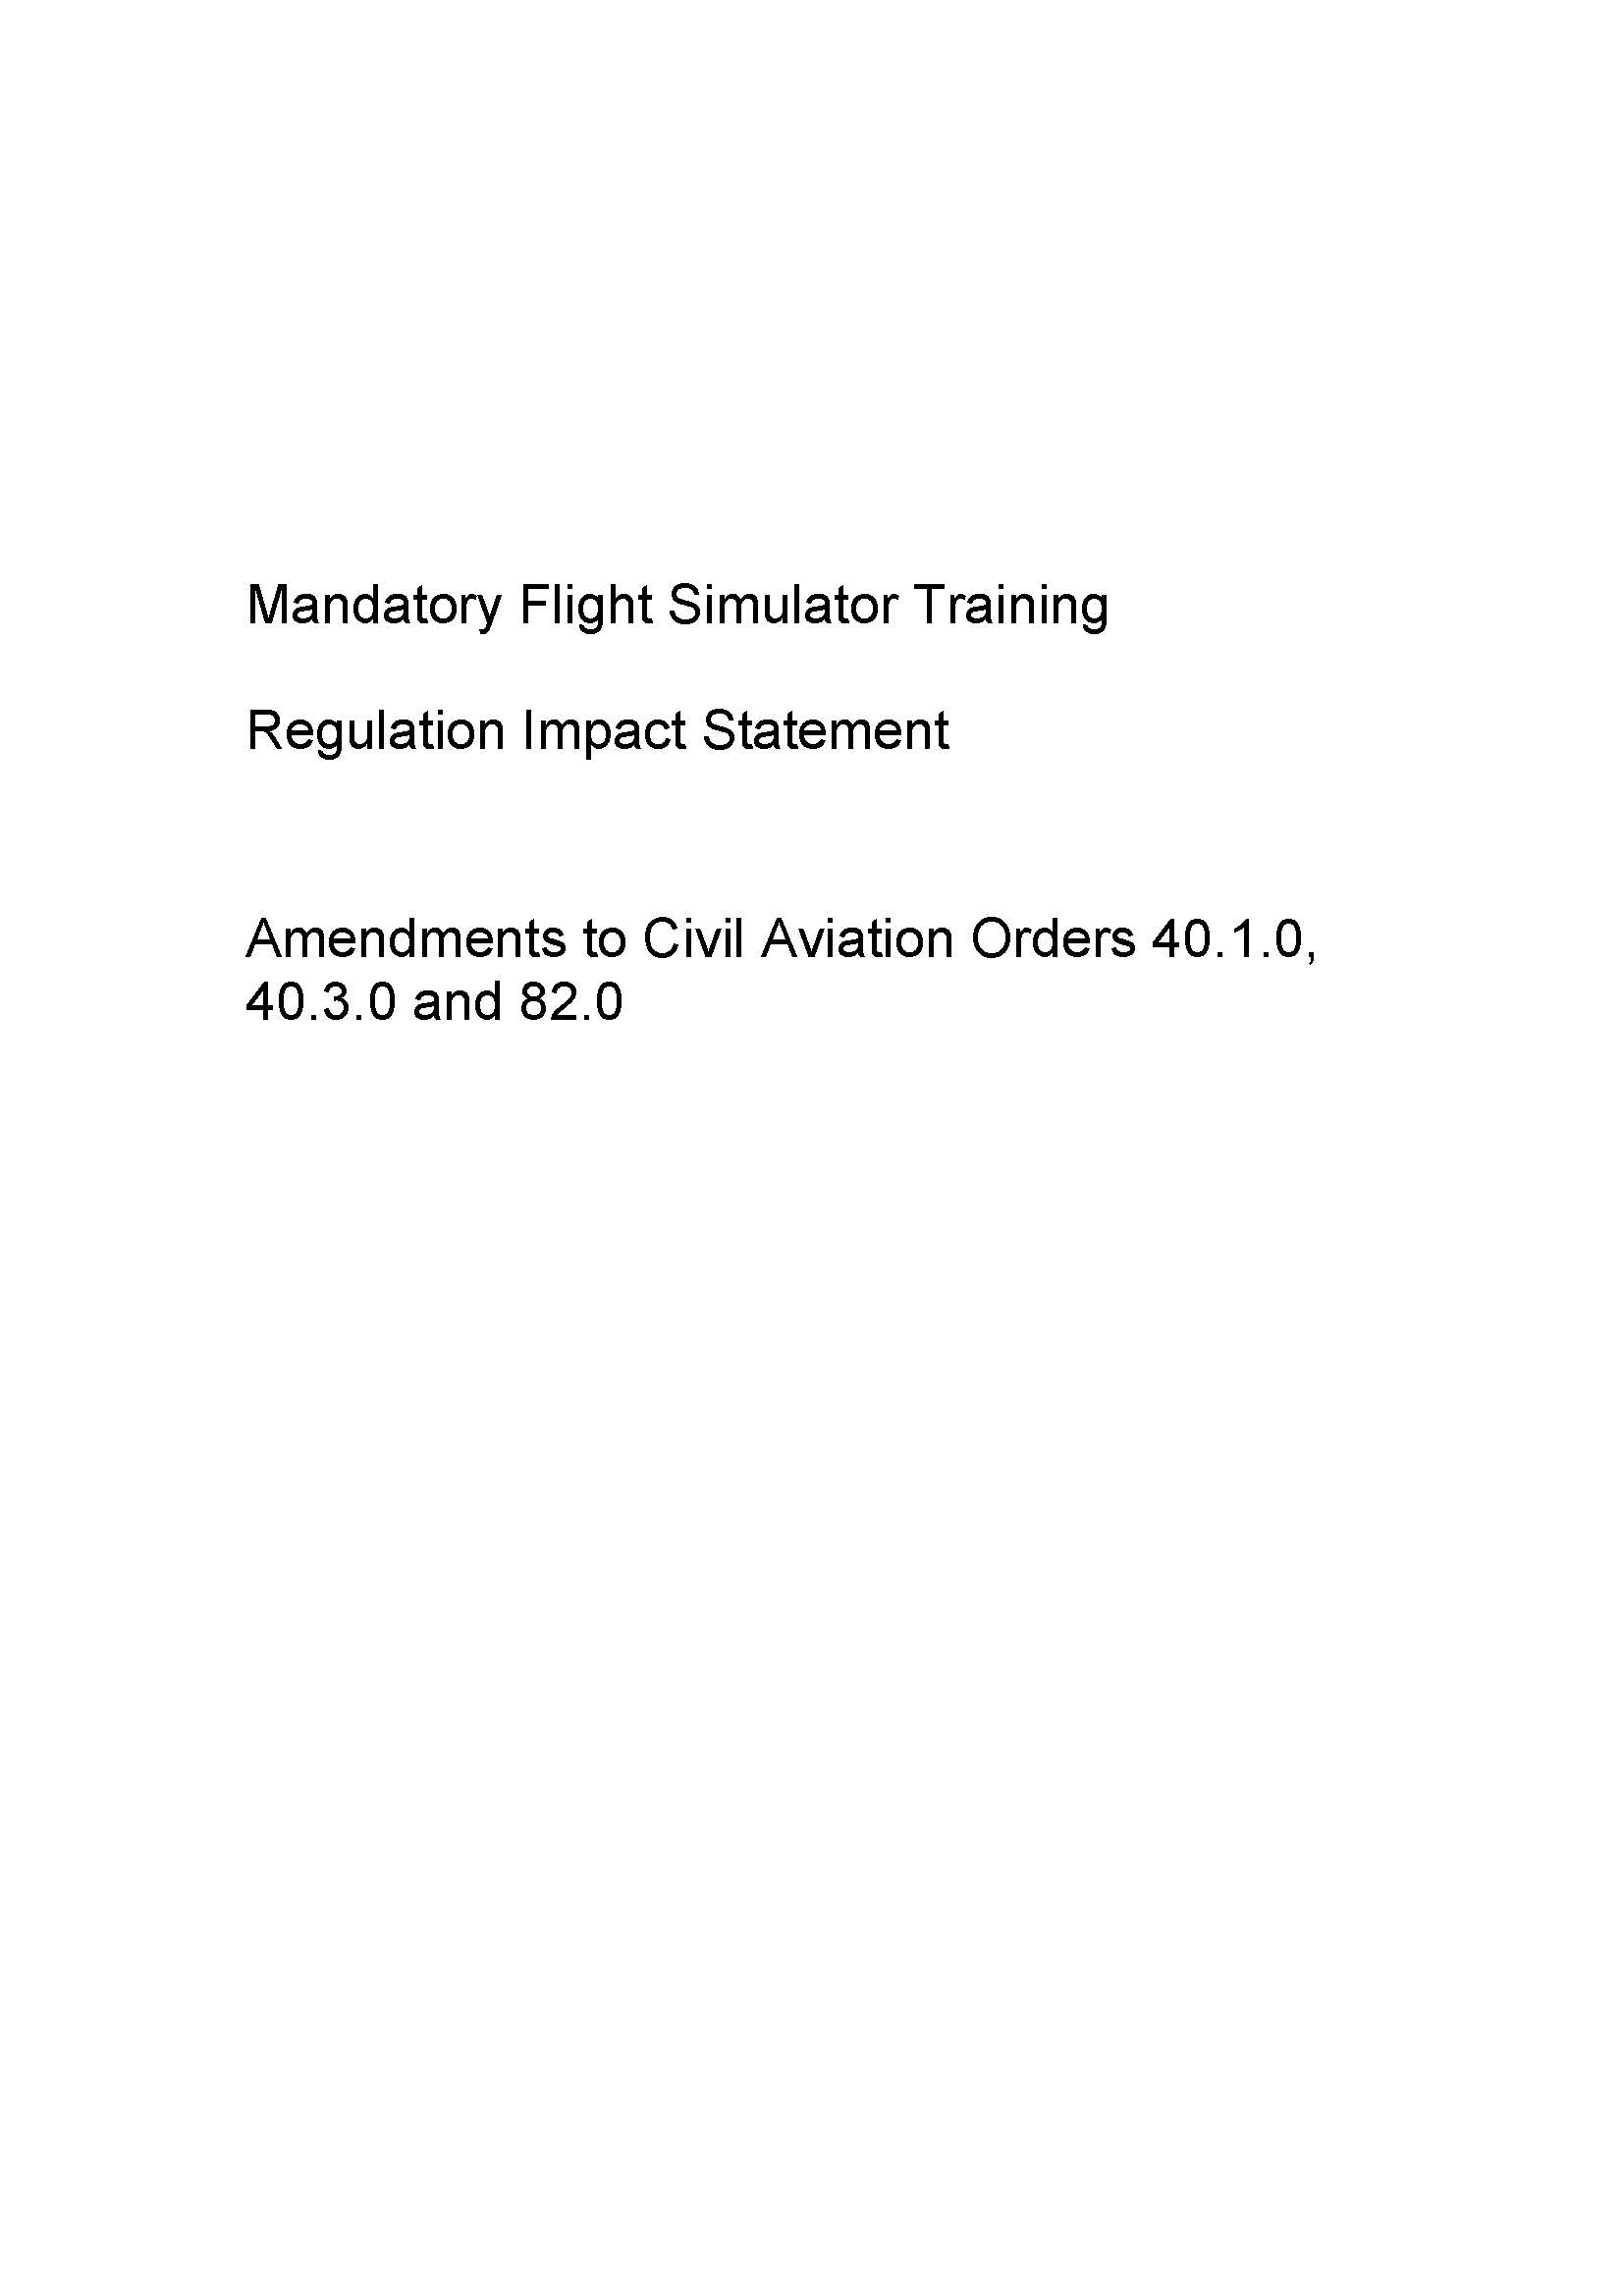 Mandatory Flight Simulator Training
Regulation Impact Statement
Amendments to Civil Aviation Orders 40.1.0,
40.3.0 and 82.0